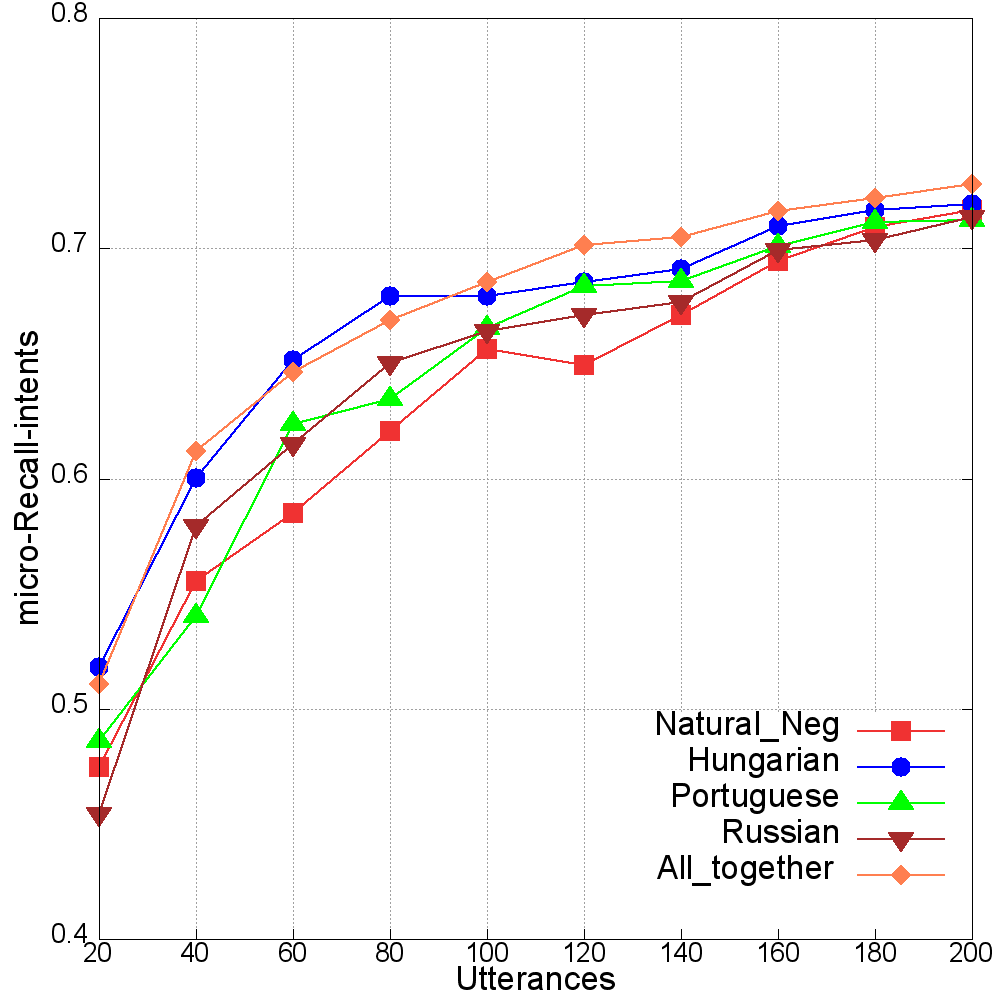 0.8
0.7
0.6
0.5
0.4
micro-Recall-intents
Natural_Neg
Hungarian
Portuguese
Russian
All_together
20 40 60 80 100 120 140 160 180 200
Utterances